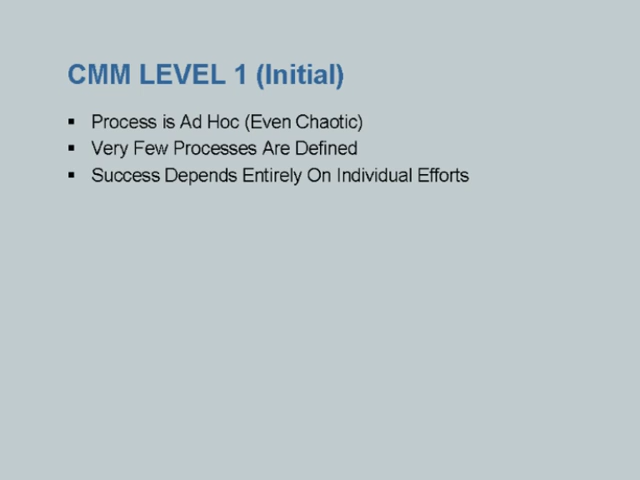 CMM LEVEL 1 (Initial)
▪ Process is Ad Hoc (Even Chaotic)
▪ Very Few Processes Are Defined
▪ Success Depends Entirely On Individual Efforts